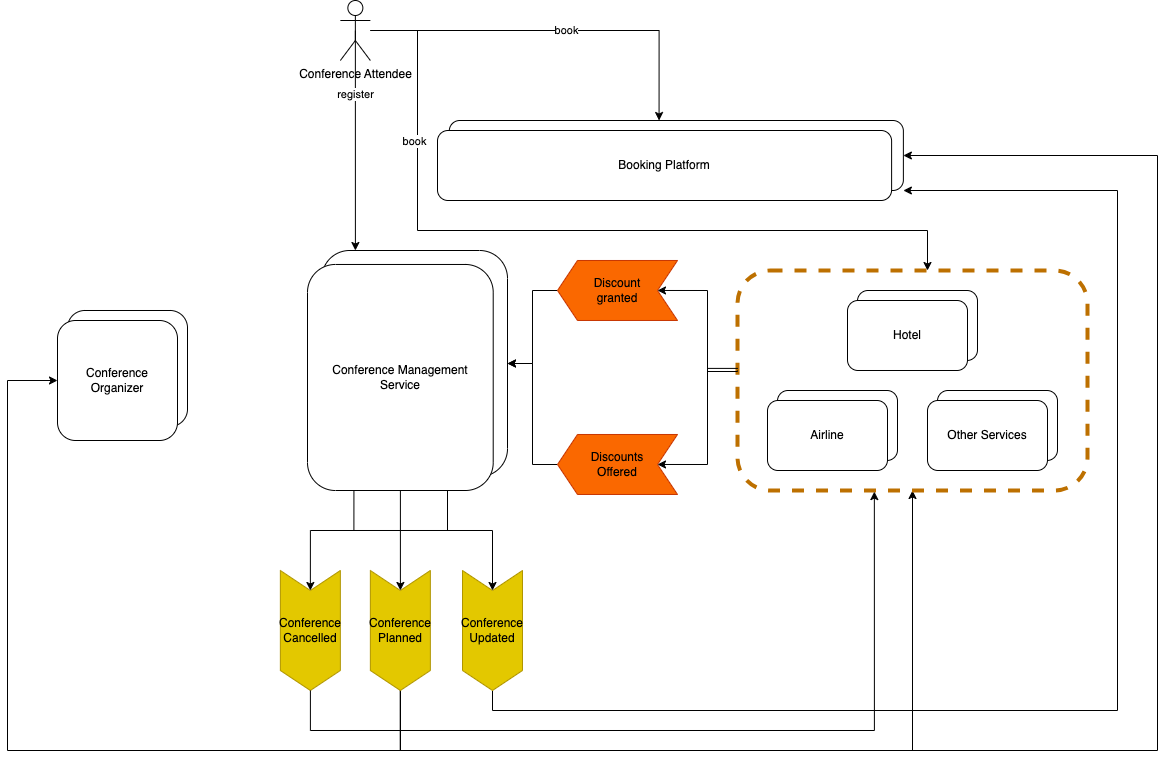 book
Conference Attendee
register
book
Booking Platform
Discount
granted
Hotel
Conference Management
Service
Conference
Organizer
Airline
Other Services
Discounts
Offered
Conference
Cancelled
Conference
Planned
Conference
Updated